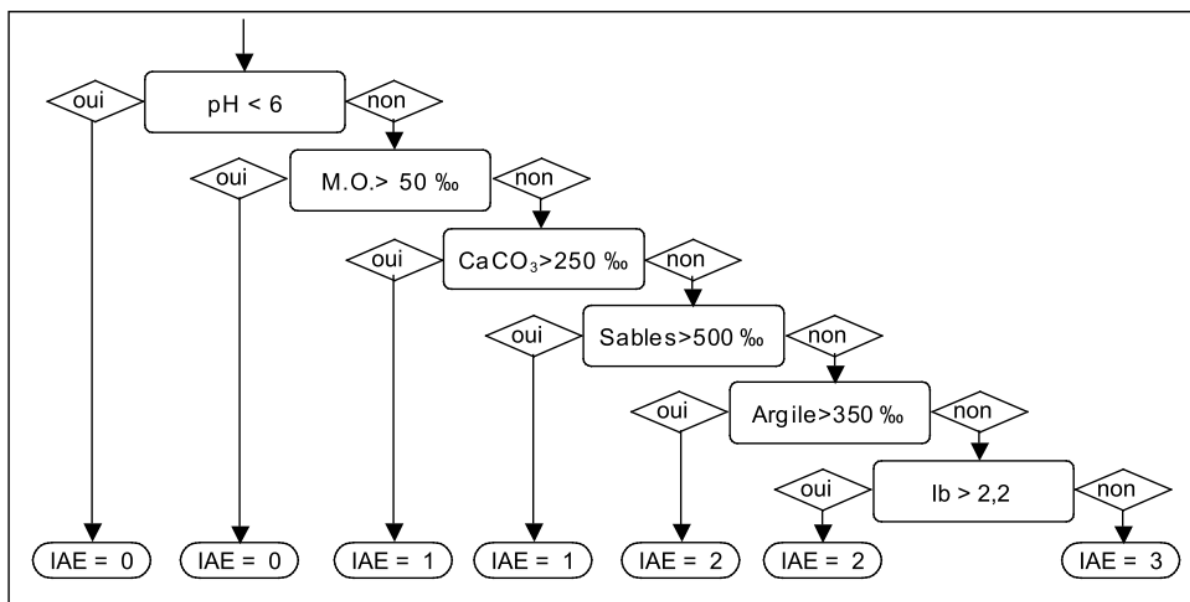 oui
pH < 6
non
oui
M.O.> 50 ‰
non
oui
CaCO₃>250 ‰
non
oui
Sables>500 ‰
non
oui
Argile>350 ‰
non
oui
Ib > 2,2
non
IAE = 0
IAE = 0
IAE = 1
IAE = 1
IAE = 2
IAE = 2
IAE = 3